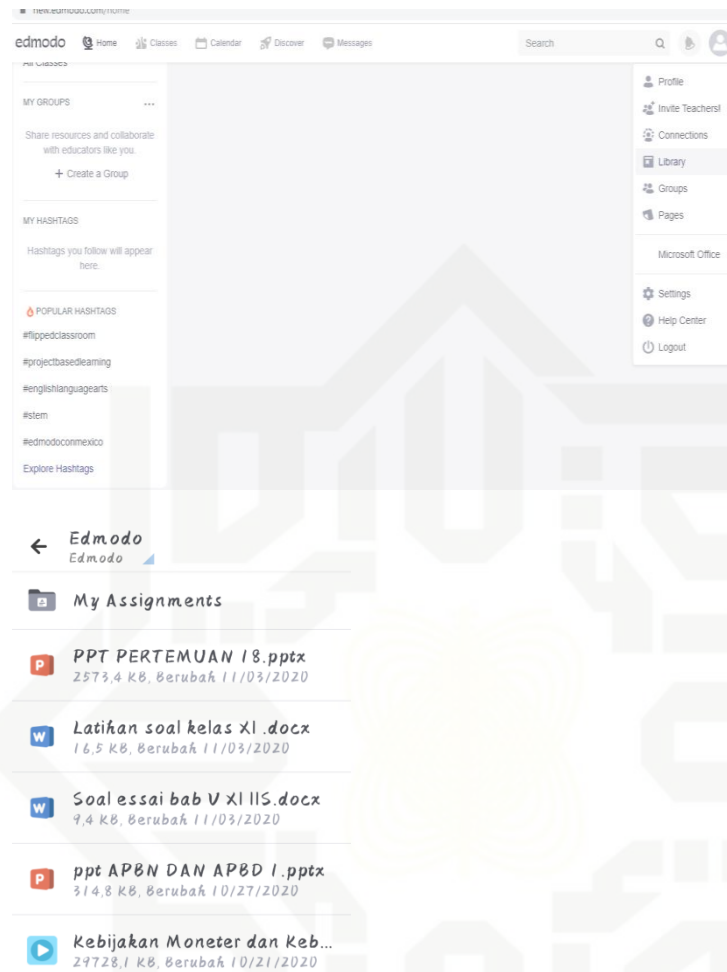 new.edmodo.com/home
edmodo Home Classes Calendar Discover Messages Search
All Classes
MY GROUPS ...
Share resources and collaborate
with educators like you.
+ Create a Group
MY HASHTAGS
Hashtags you follow will appear
here.
POPULAR HASHTAGS
#flippedclassroom
#projectbasedlearning
#englishlanguagearts
#stem
#edmodoconmexico
Explore Hashtags
Profile
Invite Teachers!
Connections
Library
Groups
Pages
Microsoft Office
Settings
Help Center
Logout
Edmodo
Edmodo
My Assignments
PPT PERTEMUAN 18.pptx
2573,4 KB, Berubah 11/03/2020
Latihan soal kelas XI .docx
16,5 KB, Berubah 11/03/2020
Soal essai bab V XI IIS.docx
9,4 KB, Berubah 11/03/2020
ppt APBN DAN APBD 1.pptx
314,8 KB, Berubah 10/27/2020
Kebijakan Moneter dan Keb...
29728,1 KB, Berubah 10/21/2020